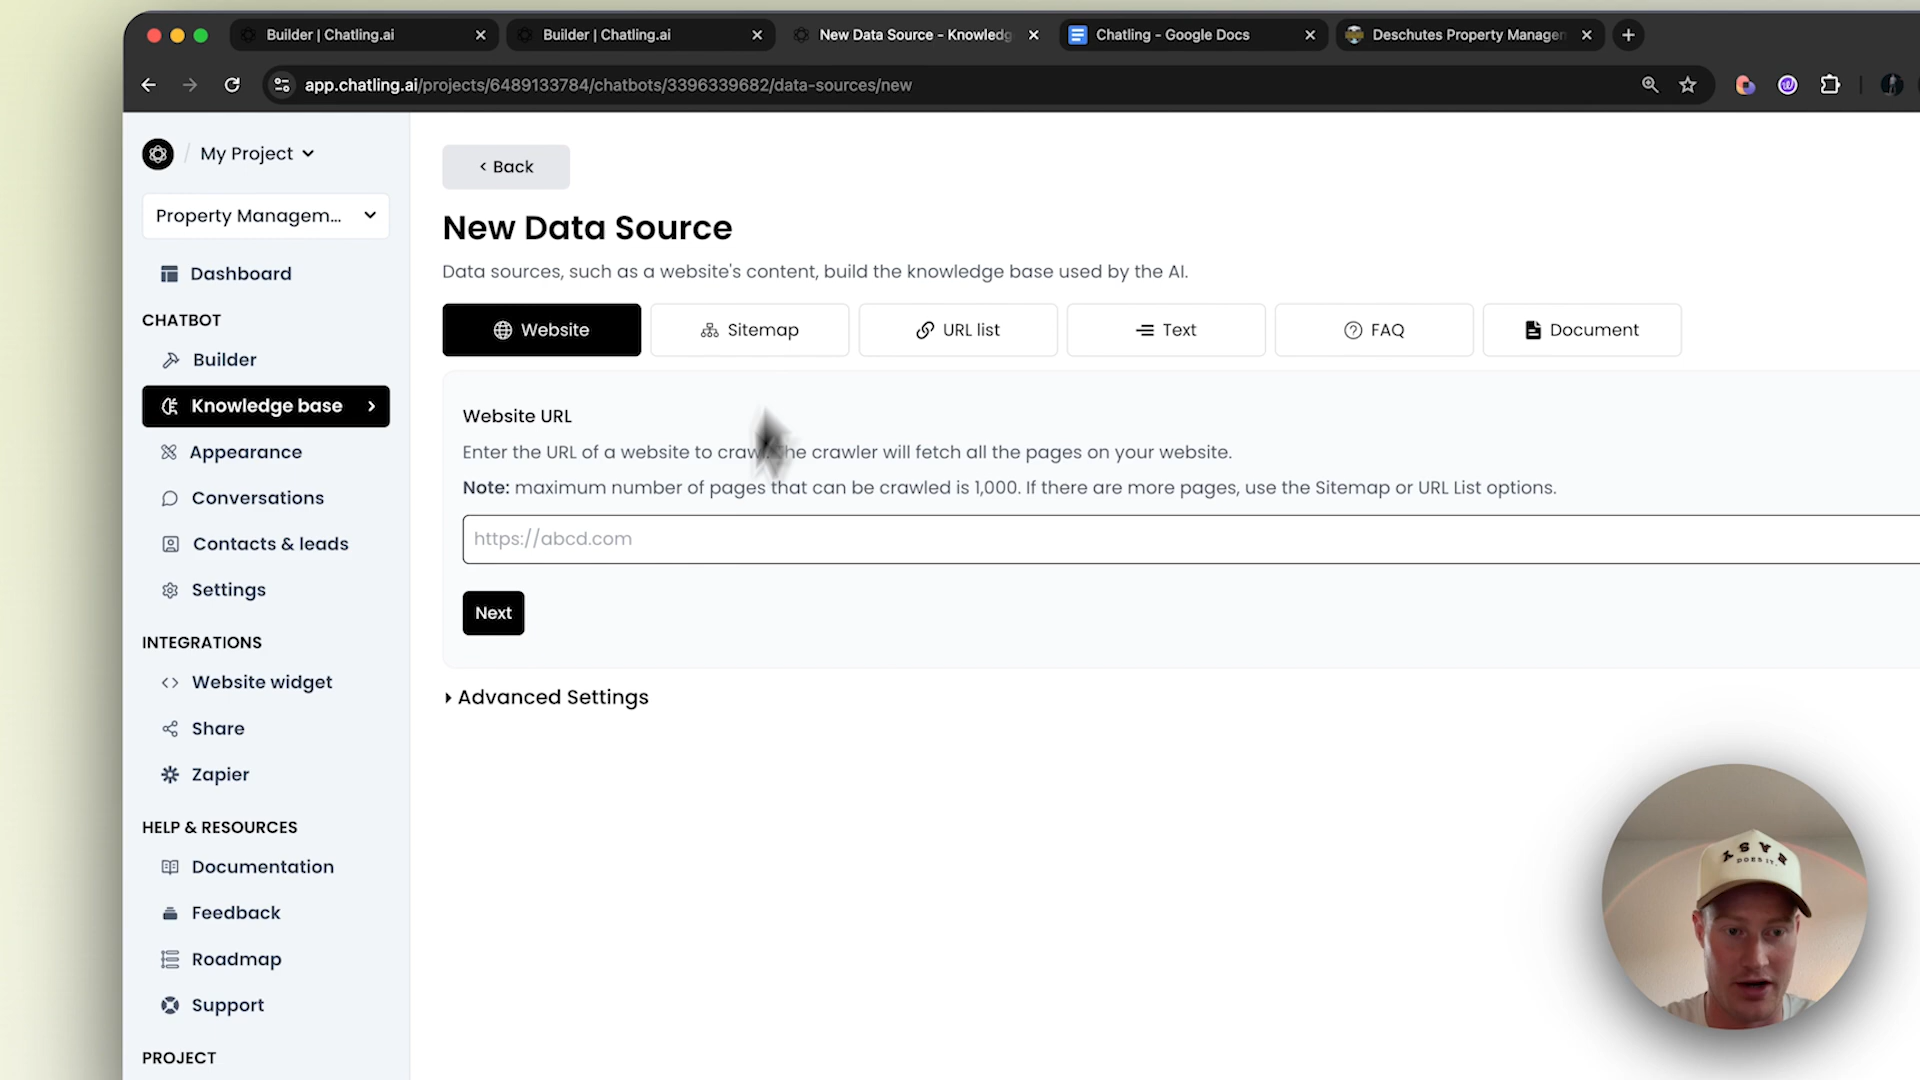 Builder | Chatling.ai
Builder | Chatling.ai
New Data Source - Knowledg
Chatling - Google Docs
Deschutes Property Managem
app.chatling.ai/projects/6489133784/chatbots/3396339682/data-sources/new
/ My Project
Property Managem...
Dashboard
CHATBOT
Builder
Knowledge base
Appearance
Conversations
Contacts & leads
Settings
INTEGRATIONS
Website widget
Share
Zapier
HELP & RESOURCES
Documentation
Feedback
Roadmap
Support
PROJECT
< Back
New Data Source
Data sources, such as a website's content, build the knowledge base used by the AI.
Website
Sitemap
URL list
Text
FAQ
Document
Website URL
Enter the URL of a website to crawl. The crawler will fetch all the pages on your website.
Note: maximum number of pages that can be crawled is 1,000. If there are more pages, use the Sitemap or URL List options.
https://abcd.com
Next
Advanced Settings
EASY
DOES IT.